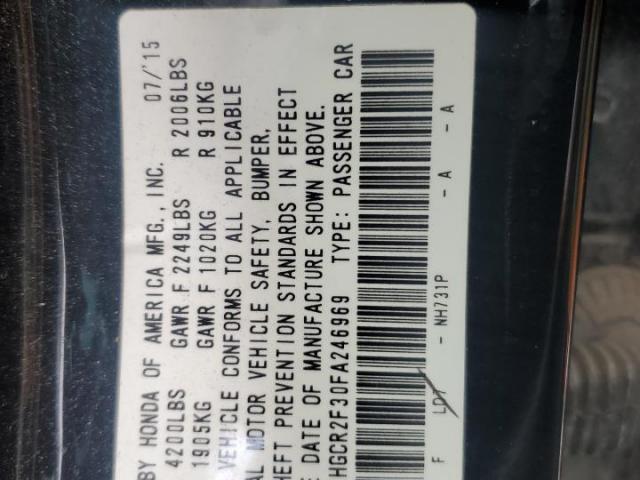 BY HONDA OF AMERICA MFG., INC. 07/'15
4200LBS GAWR F 2249LBS R 2006LBS
1905KG GAWR F 1020KG R 910KG
VEHICLE CONFORMS TO ALL APPLICABLE
AL MOTOR VEHICLE SAFETY, BUMPER,
HEFT PREVENTION STANDARDS IN EFFECT
E DATE OF MANUFACTURE SHOWN ABOVE.
HGCR2F30FA246969 TYPE: PASSENGER CAR
F LDT - NH731P - A - A